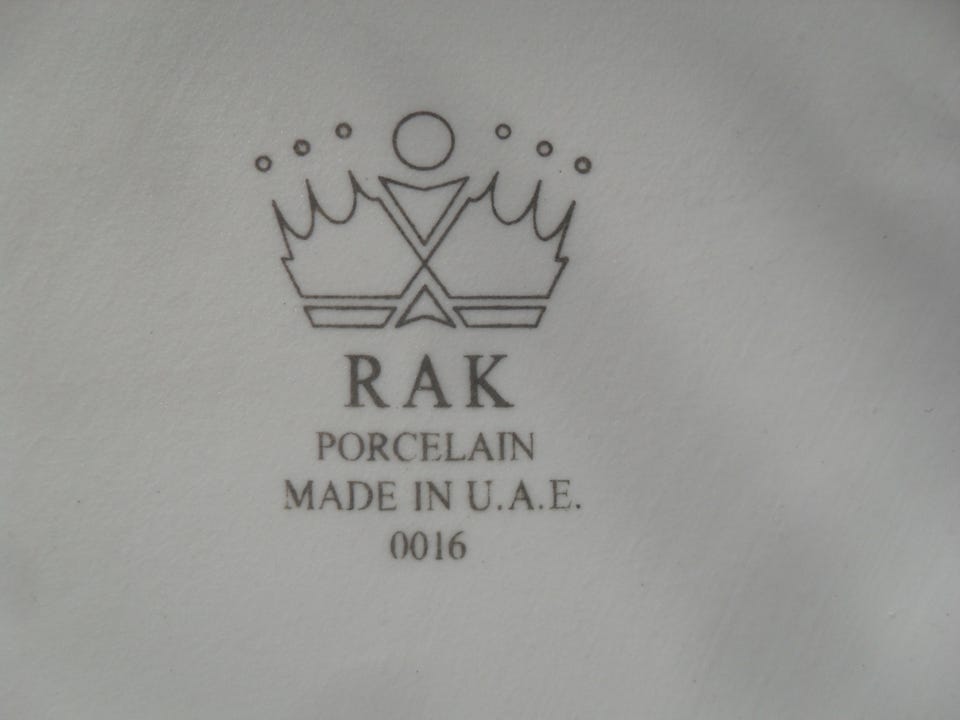 RAK
PORCELAIN
MADE IN U.A.E.
0016